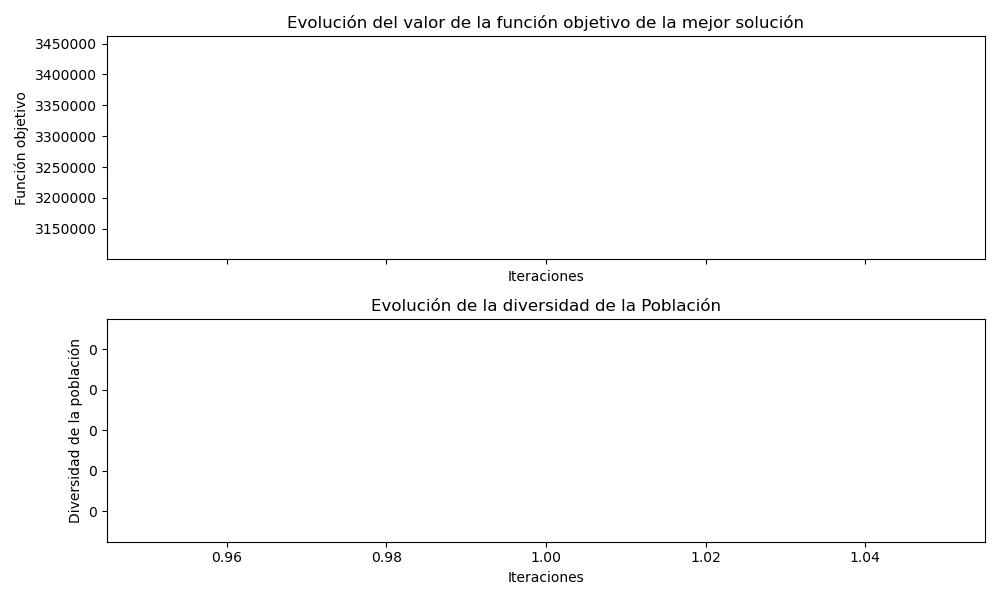 Evolución del valor de la función objetivo de la mejor solución
Función objetivo
3450000
3400000
3350000
3300000
3250000
3200000
3150000
Iteraciones
Evolución de la diversidad de la Población
Diversidad de la población
0
0
0
0
0
0.96 0.98 1.00 1.02 1.04
Iteraciones